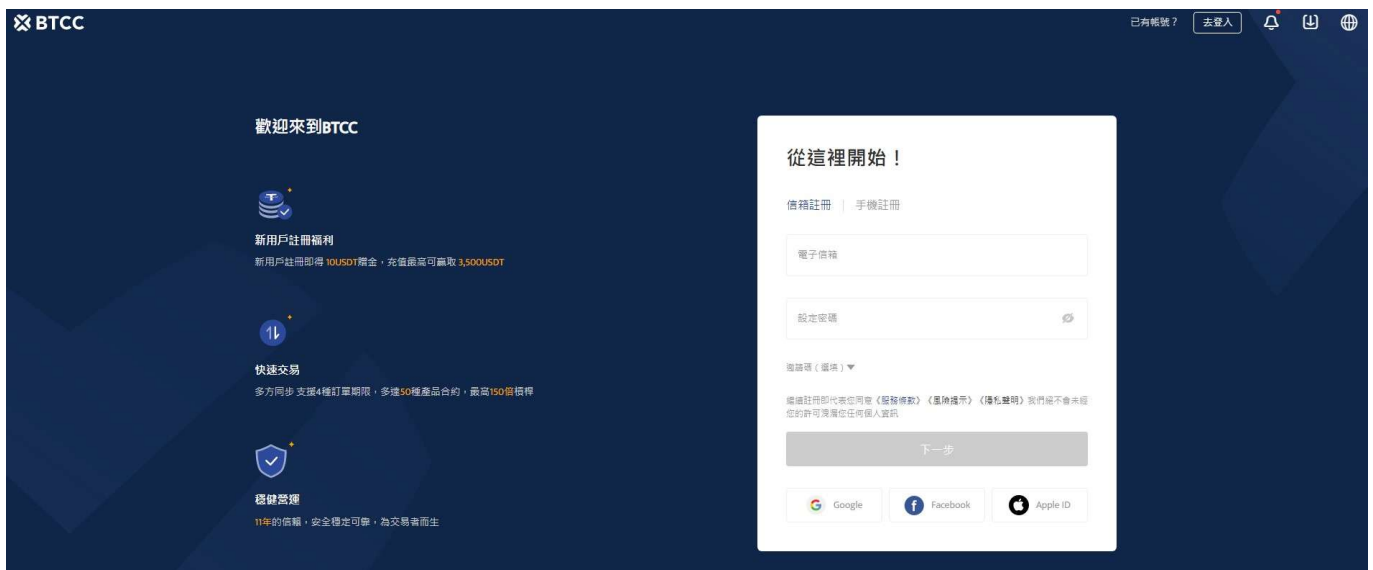 BTCC
已有帳號？ 去登入
歡迎來到BTCC
新用戶註冊福利
新用戶註冊即得 10USDT贈金，充值最高可贏取 3,500USDT
快速交易
多方同步 支援4種訂單期限，多達50種產品合約，最高150倍槓桿
穩健營運
11年的信賴，安全穩定可靠，為交易者而生
從這裡開始！
信箱註冊 | 手機註冊
電子信箱
設定密碼
邀請碼（選填）▼
繼續註冊即代表您同意《服務條款》《風險提示》《隱私聲明》我們絕不會未經
您的許可洩漏您任何個人資訊
下一步
Google Facebook Apple ID